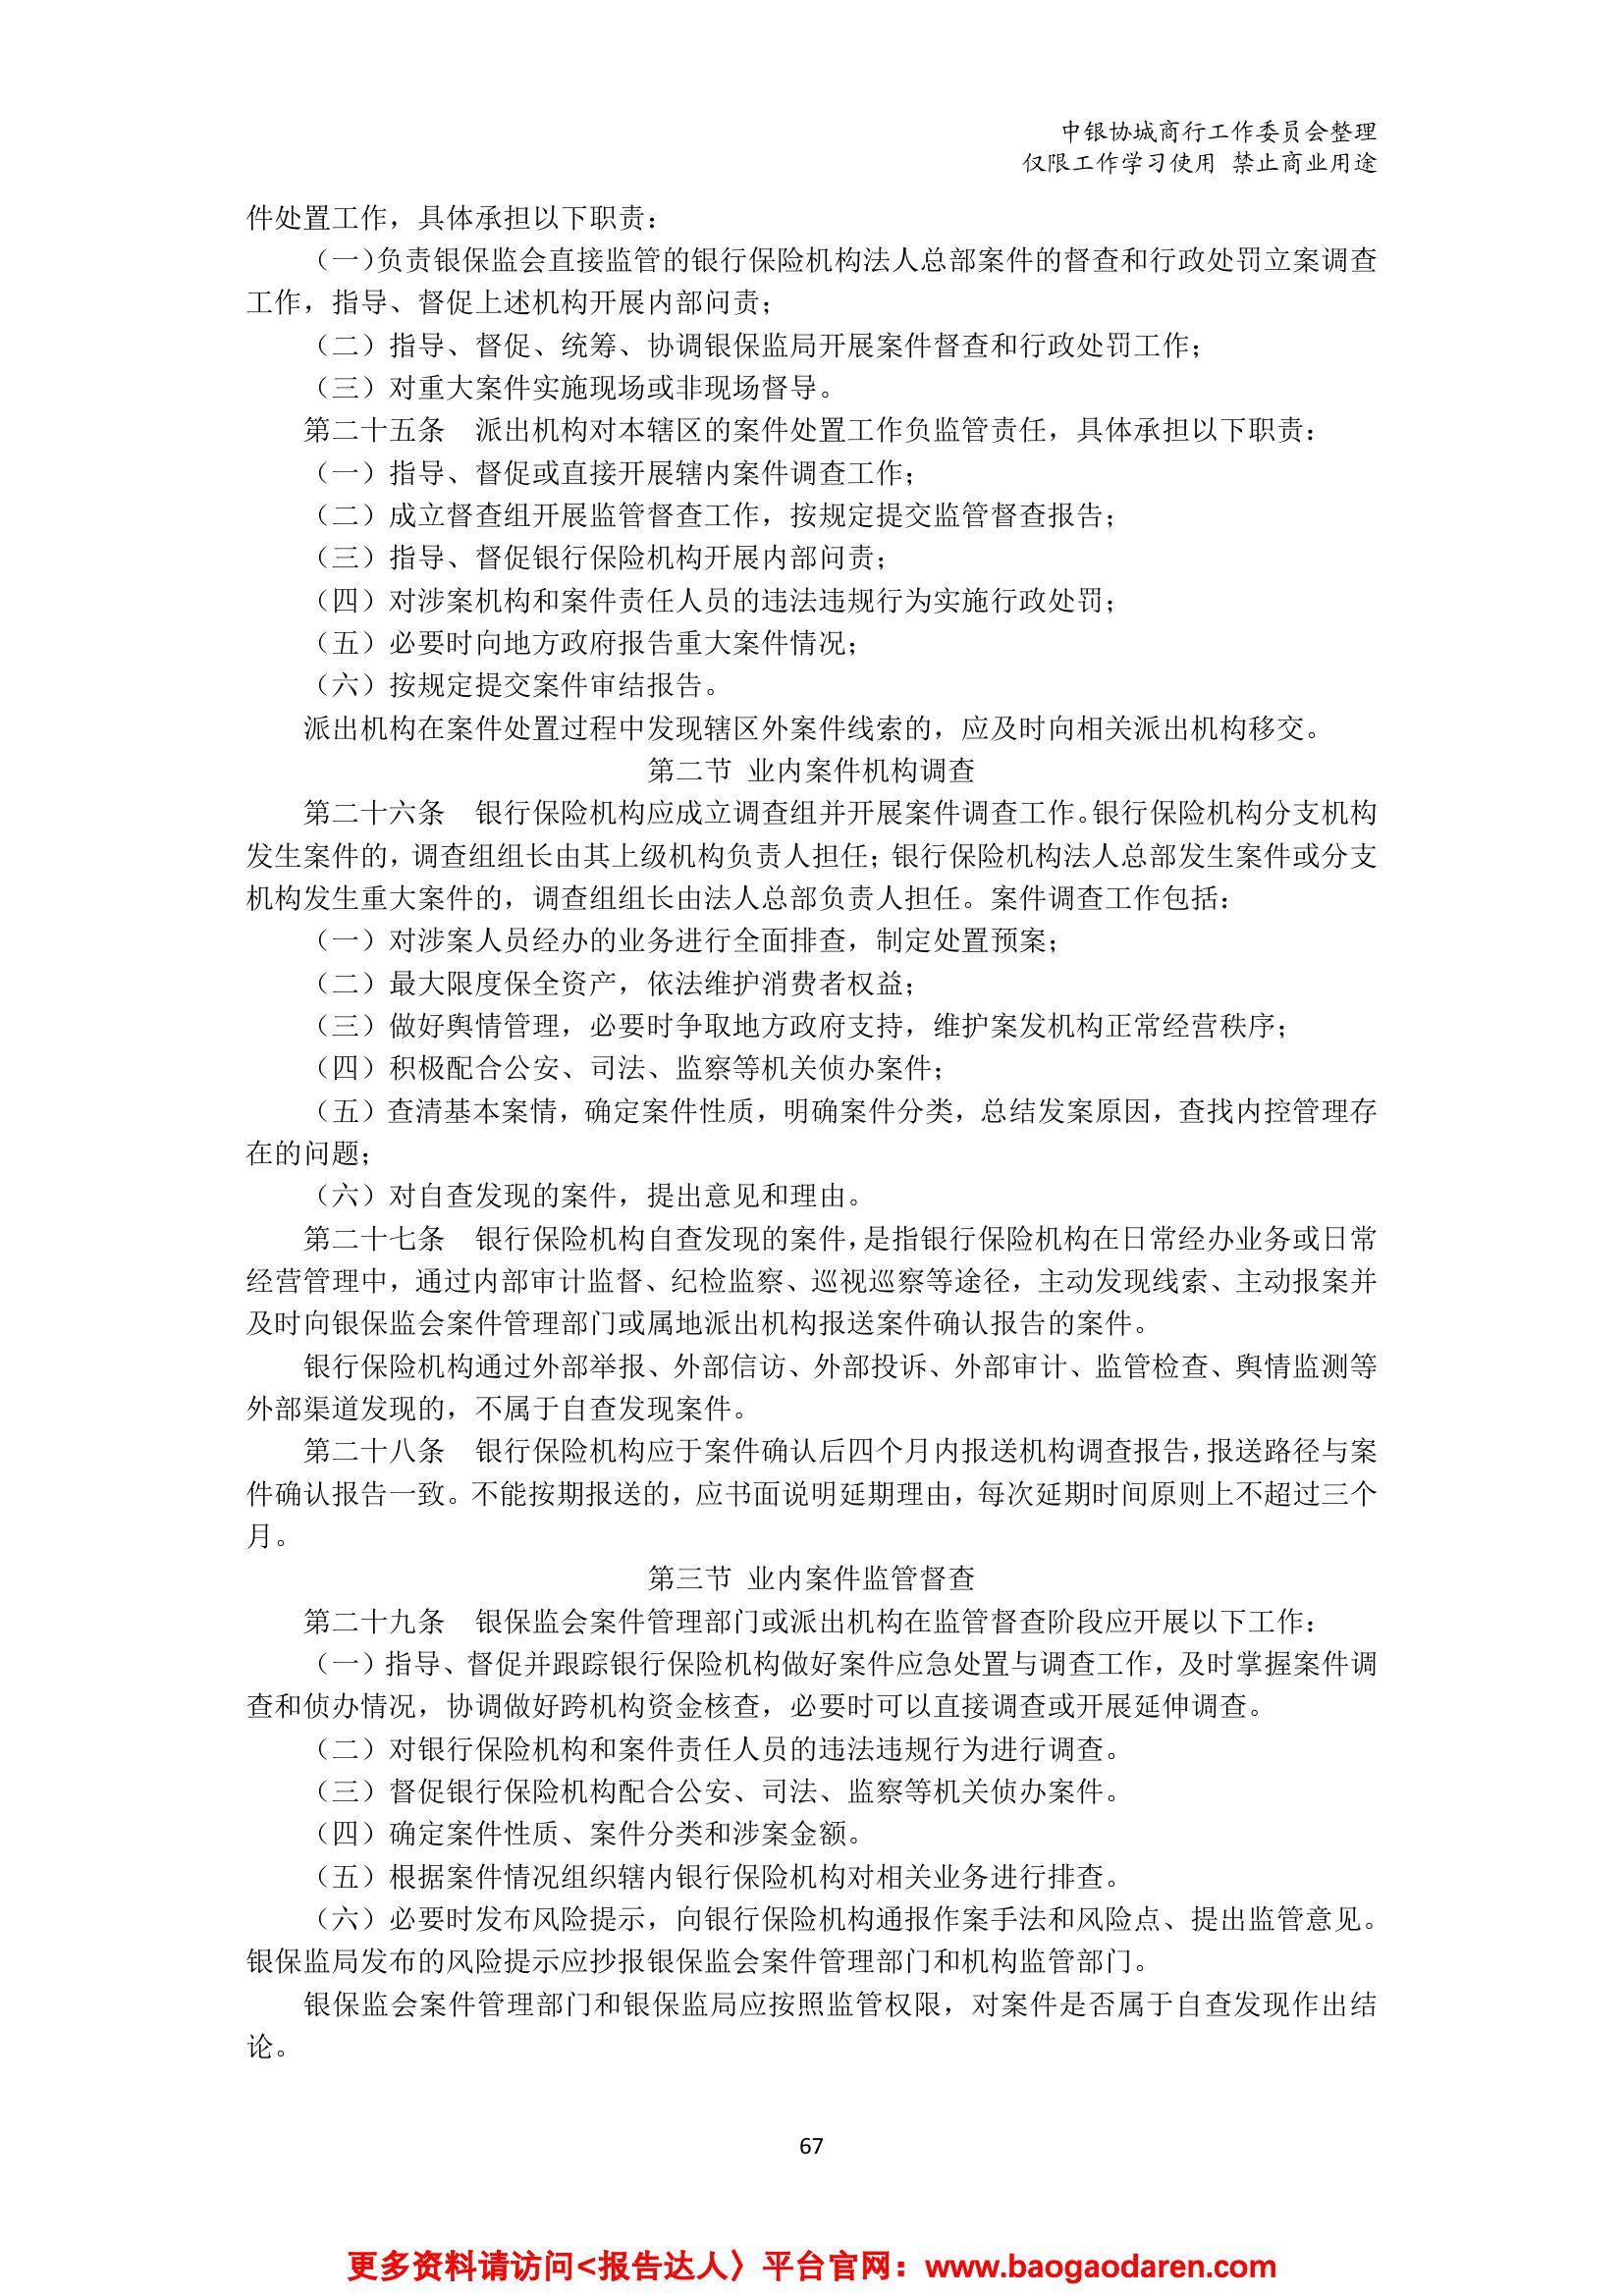 中银协城商行工作委员会整理
仅限工作学习使用 禁止商业用途
件处置工作，具体承担以下职责：
（一）负责银保监会直接监管的银行保险机构法人总部案件的督查和行政处罚立案调查
工作，指导、督促上述机构开展内部问责；
（二）指导、督促、统筹、协调银保监局开展案件督查和行政处罚工作；
（三）对重大案件实施现场或非现场督导。
第二十五条　派出机构对本辖区的案件处置工作负监管责任，具体承担以下职责：
（一）指导、督促或直接开展辖内案件调查工作；
（二）成立督查组开展监管督查工作，按规定提交监管督查报告；
（三）指导、督促银行保险机构开展内部问责；
（四）对涉案机构和案件责任人员的违法违规行为实施行政处罚；
（五）必要时向地方政府报告重大案件情况；
（六）按规定提交案件审结报告。
派出机构在案件处置过程中发现辖区外案件线索的，应及时向相关派出机构移交。
第二节 业内案件机构调查
第二十六条　银行保险机构应成立调查组并开展案件调查工作。银行保险机构分支机构
发生案件的，调查组组长由其上级机构负责人担任；银行保险机构法人总部发生案件或分支
机构发生重大案件的，调查组组长由法人总部负责人担任。案件调查工作包括：
（一）对涉案人员经办的业务进行全面排查，制定处置预案；
（二）最大限度保全资产，依法维护消费者权益；
（三）做好舆情管理，必要时争取地方政府支持，维护案发机构正常经营秩序；
（四）积极配合公安、司法、监察等机关侦办案件；
（五）查清基本案情，确定案件性质，明确案件分类，总结发案原因，查找内控管理存
在的问题；
（六）对自查发现的案件，提出意见和理由。
第二十七条　银行保险机构自查发现的案件，是指银行保险机构在日常经办业务或日常
经营管理中，通过内部审计监督、纪检监察、巡视巡察等途径，主动发现线索、主动报案并
及时向银保监会案件管理部门或属地派出机构报送案件确认报告的案件。
银行保险机构通过外部举报、外部信访、外部投诉、外部审计、监管检查、舆情监测等
外部渠道发现的，不属于自查发现案件。
第二十八条　银行保险机构应于案件确认后四个月内报送机构调查报告，报送路径与案
件确认报告一致。不能按期报送的，应书面说明延期理由，每次延期时间原则上不超过三个
月。
第三节 业内案件监管督查
第二十九条　银保监会案件管理部门或派出机构在监管督查阶段应开展以下工作：
（一）指导、督促并跟踪银行保险机构做好案件应急处置与调查工作，及时掌握案件调
查和侦办情况，协调做好跨机构资金核查，必要时可以直接调查或开展延伸调查。
（二）对银行保险机构和案件责任人员的违法违规行为进行调查。
（三）督促银行保险机构配合公安、司法、监察等机关侦办案件。
（四）确定案件性质、案件分类和涉案金额。
（五）根据案件情况组织辖内银行保险机构对相关业务进行排查。
（六）必要时发布风险提示，向银行保险机构通报作案手法和风险点、提出监管意见。
银保监局发布的风险提示应抄报银保监会案件管理部门和机构监管部门。
银保监会案件管理部门和银保监局应按照监管权限，对案件是否属于自查发现作出结
论。
67
更多资料请访问<报告达人〉平台官网：www.baogaodaren.com